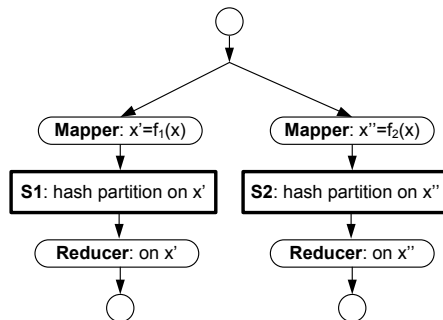 Mapper: x'=f₁(x)
Mapper: x''=f₂(x)
S1: hash partition on x'
S2: hash partition on x''
Reducer: on x'
Reducer: on x''